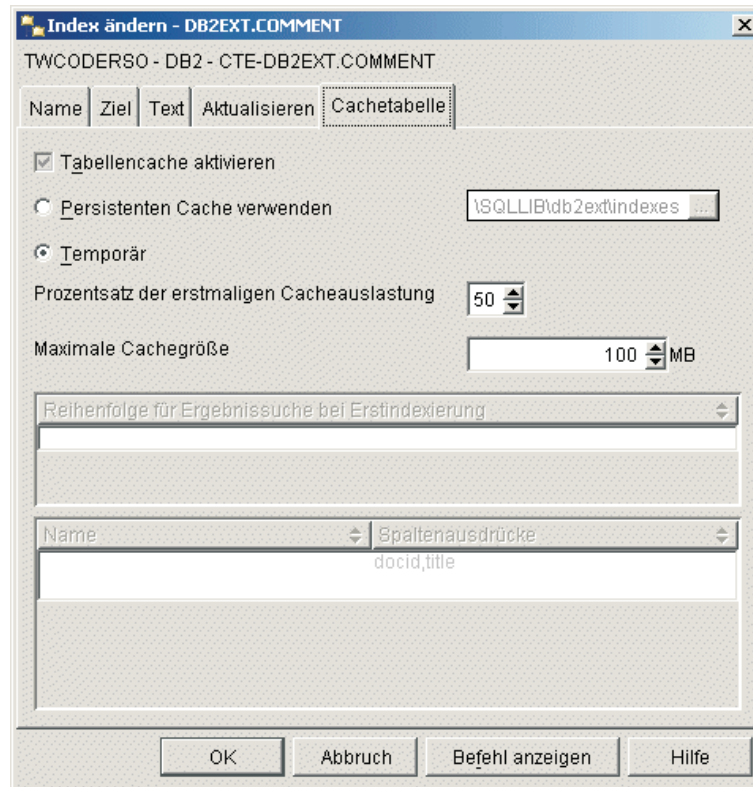 Index ändern - DB2EXT.COMMENT
TWCODERSO - DB2 - CTE-DB2EXT.COMMENT
Name Ziel Text Aktualisieren Cachetabelle
Tabellencache aktivieren
Persistenten Cache verwenden \SQLLIB\db2ext\indexes ...
Temporär
Prozentsatz der erstmaligen Cacheauslastung 50
Maximale Cachegröße 100 MB
Reihenfolge für Ergebnissuche bei Erstindexierung
Name Spaltenausdrücke
docid,title
OK Abbruch Befehl anzeigen Hilfe